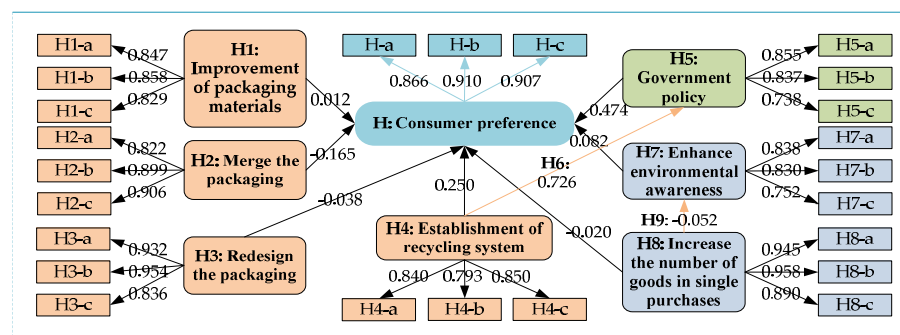 H1-a
H1-b
H1-c
0.847
0.858
0.829
H1:
Improvement
of packaging
materials
0.012
H2-a
H2-b
H2-c
0.822
0.899
0.906
H2: Merge the
packaging
-0.165
H3-a
H3-b
H3-c
0.932
0.954
0.836
H3: Redesign
the packaging
-0.038
H-a
H-b
H-c
0.866
0.910
0.907
H: Consumer preference
0.250
H4: Establishment of
recycling system
0.840
0.793
0.850
H4-a
H4-b
H4-c
H6:
0.726
H5:
Government
policy
0.474
0.855
0.837
0.738
H5-a
H5-b
H5-c
0.082
H7: Enhance
environmental
awareness
0.838
0.830
0.752
H7-a
H7-b
H7-c
H9: -0.052
-0.020
H8: Increase
the number of
goods in single
purchases
0.945
0.958
0.890
H8-a
H8-b
H8-c